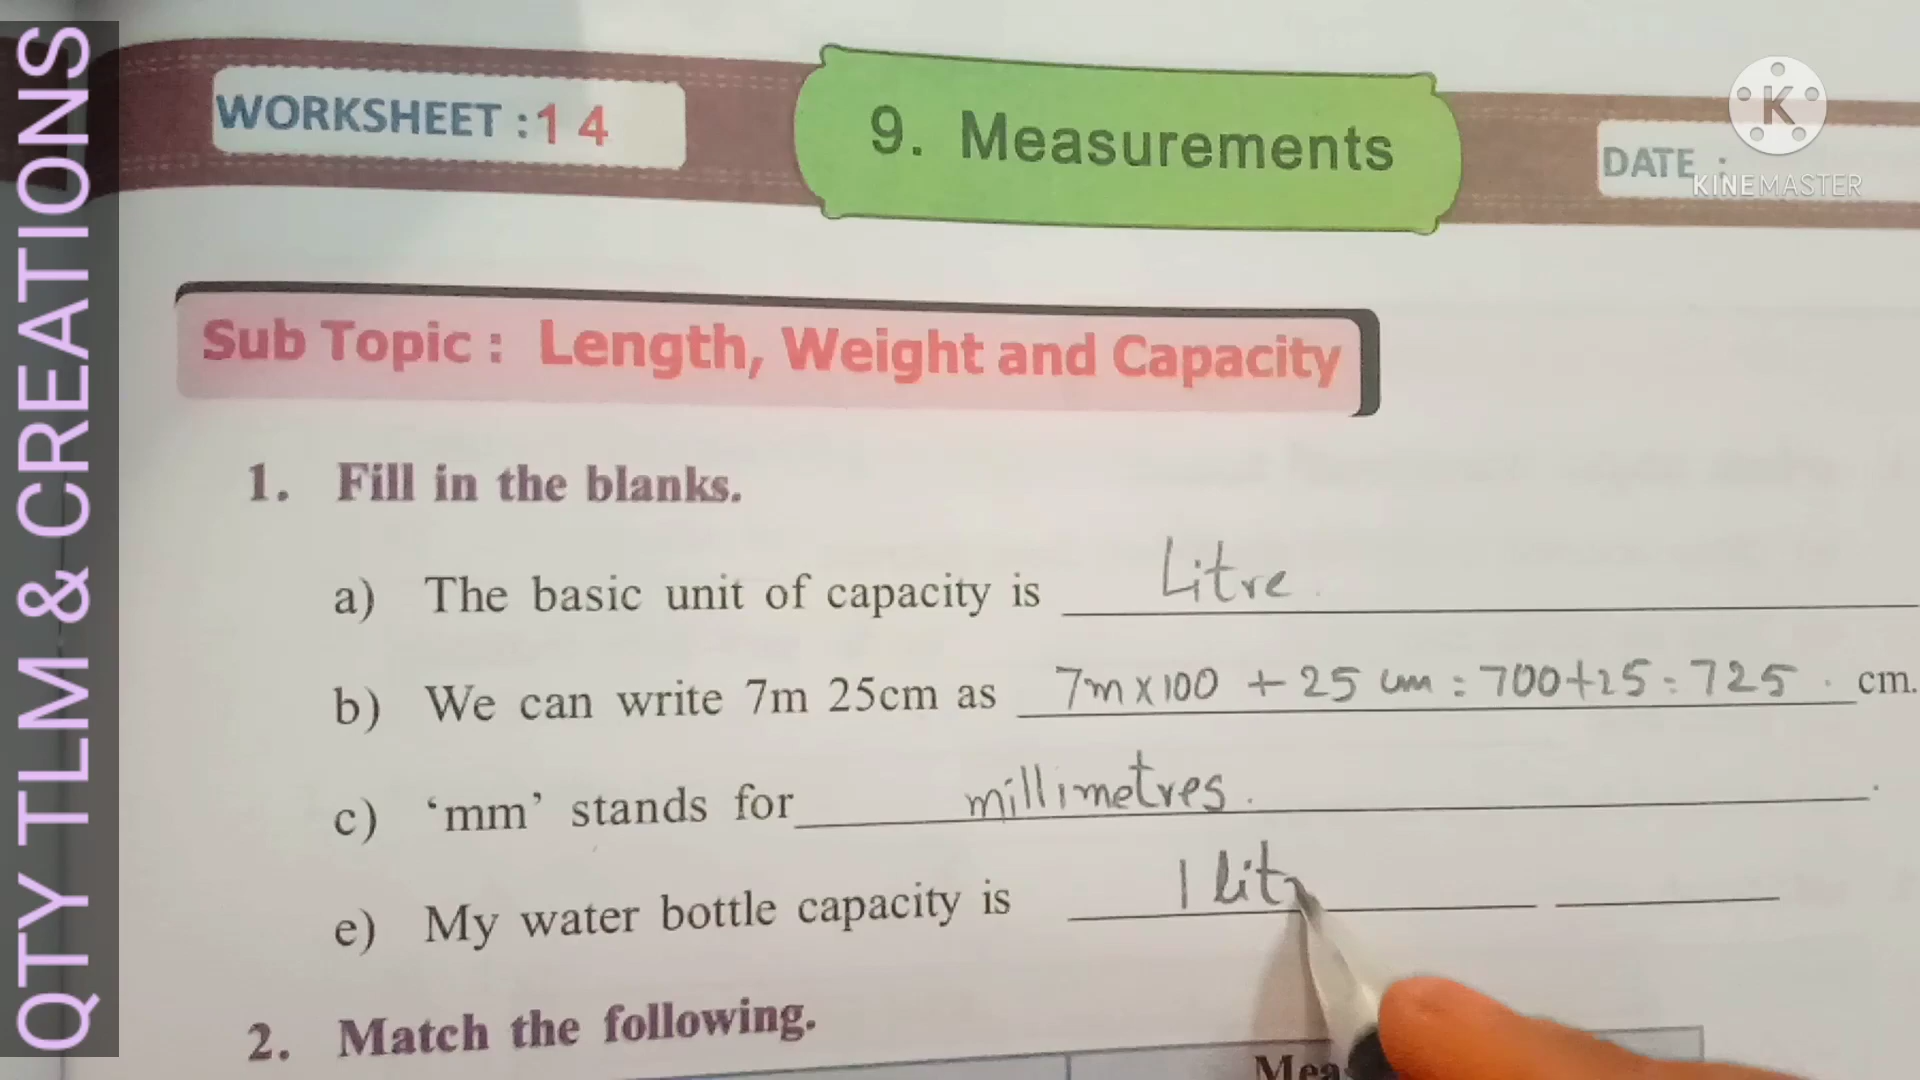 QTY TLM & CREATIONS
WORKSHEET :14
9. Measurements
DATE :
K
KINEMASTER
Sub Topic : Length, Weight and Capacity
1. Fill in the blanks.
a) The basic unit of capacity is Litre
b) We can write 7m 25cm as 7m x 100 + 25 cm = 700+25 = 725 . cm.
c) ‘mm’ stands for millimetres. .
e) My water bottle capacity is 1 lit
2. Match the following.